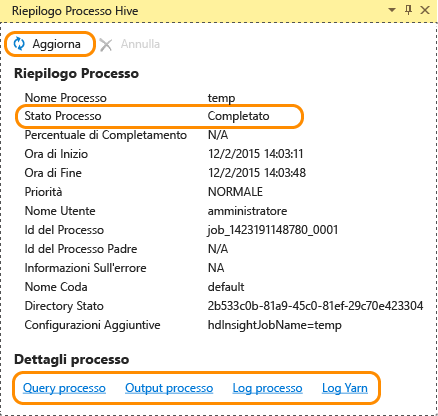 Riepilogo Processo Hive
Aggiorna Annulla
Riepilogo Processo
Nome Processo temp
Stato Processo Completato
Percentuale di Completamento N/A
Ora di Inizio 12/2/2015 14:03:11
Ora di Fine 12/2/2015 14:03:48
Priorità NORMALE
Nome Utente amministratore
Id del Processo job_1423191148780_0001
Id del Processo Padre N/A
Informazioni Sull'errore NA
Nome Coda default
Directory Stato 2b533c0b-81a9-45c0-81ef-29c70e423304
Configurazioni Aggiuntive hdInsightJobName=temp
Dettagli processo
Query processo Output processo Log processo Log Yarn